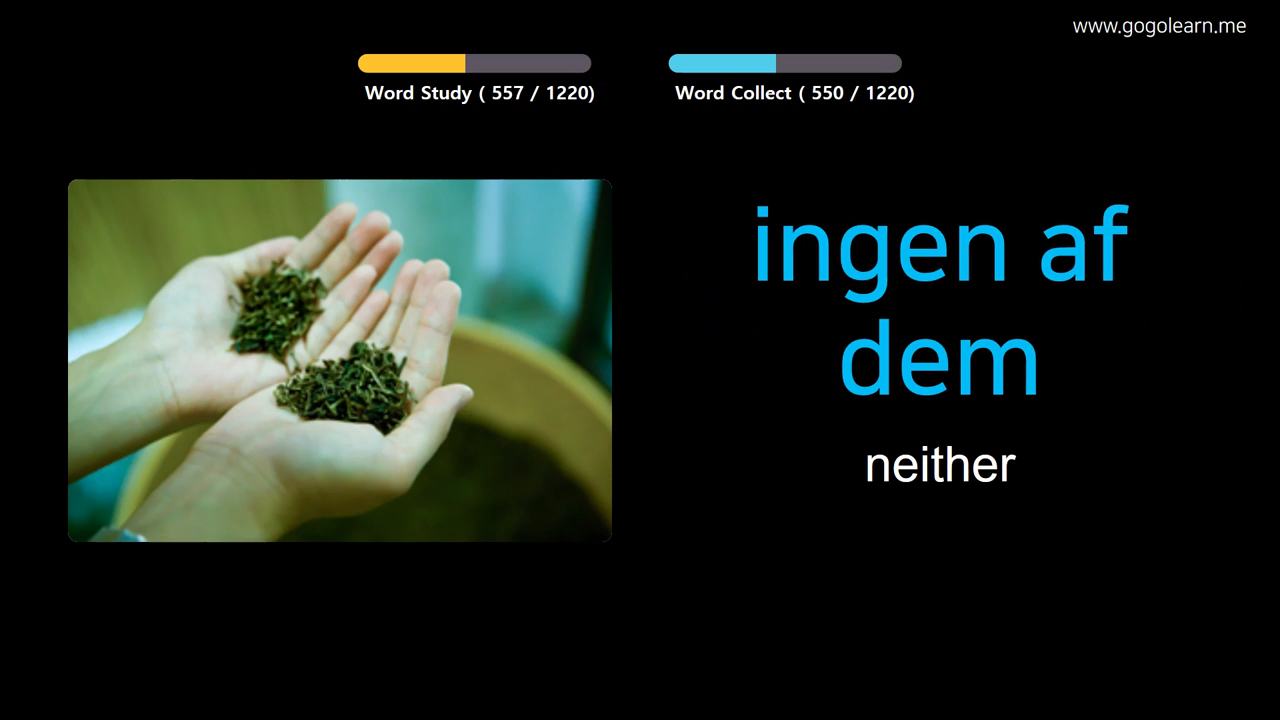 www.gogolearn.me
Word Study ( 557 / 1220)
Word Collect ( 550 / 1220)
ingen af
dem
neither